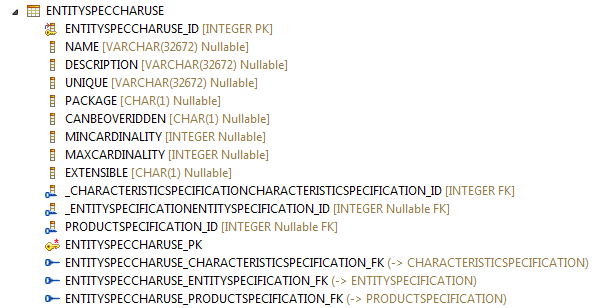 ENTITYSPECCHARUSE
ENTITYSPECCHARUSE_ID [INTEGER PK]
NAME [VARCHAR(32672) Nullable]
DESCRIPTION [VARCHAR(32672) Nullable]
UNIQUE [VARCHAR(32672) Nullable]
PACKAGE [CHAR(1) Nullable]
CANBEOVERIDDEN [CHAR(1) Nullable]
MINCARDINALITY [INTEGER Nullable]
MAXCARDINALITY [INTEGER Nullable]
EXTENSIBLE [CHAR(1) Nullable]
_CHARACTERISTICSPECIFICATIONCHARACTERISTICSPECIFICATION_ID [INTEGER FK]
_ENTITYSPECIFICATIONENTITYSPECIFICATION_ID [INTEGER Nullable FK]
PRODUCTSPECIFICATION_ID [INTEGER Nullable FK]
ENTITYSPECCHARUSE_PK
ENTITYSPECCHARUSE_CHARACTERISTICSPECIFICATION_FK (-> CHARACTERISTICSPECIFICATION)
ENTITYSPECCHARUSE_ENTITYSPECIFICATION_FK (-> ENTITYSPECIFICATION)
ENTITYSPECCHARUSE_PRODUCTSPECIFICATION_FK (-> PRODUCTSPECIFICATION)